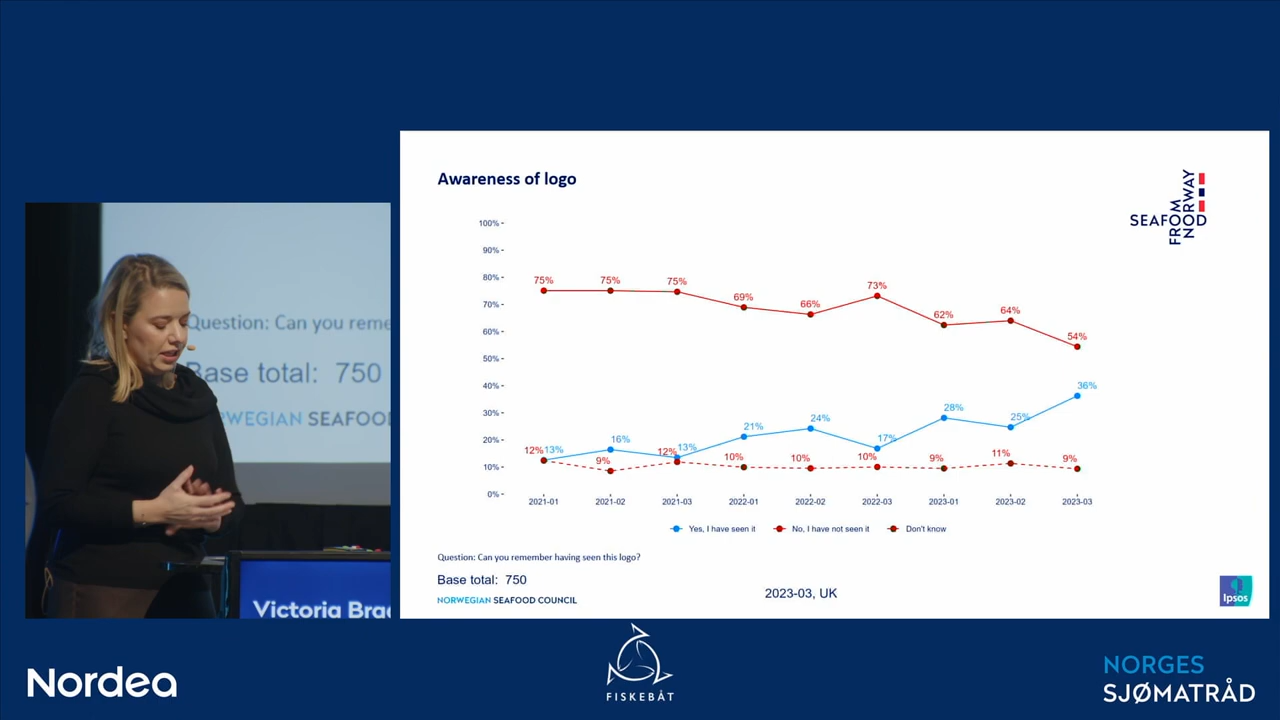 Awareness of logo
SEAFOOD
FROM
NORWAY
100%
90%
80%
70%
60%
50%
40%
30%
20%
10%
0%
75% 75% 75% 69% 66% 73% 62% 64% 54%
13% 16% 13% 21% 24% 17% 28% 25% 36%
12% 9% 12% 10% 10% 10% 9% 11% 9%
2021-01 2021-02 2021-03 2022-01 2022-02 2022-03 2023-01 2023-02 2023-03
Yes, I have seen it No, I have not seen it Don't know
Question: Can you remember having seen this logo?
Base total: 750
2023-03, UK
NORWEGIAN SEAFOOD COUNCIL
Ipsos
Question: Can you reme
Base total: 750
WEGIAN SEAFOO
Victoria Bra
Nordea
FISKEBÅT
NORGES
SJØMATRÅD